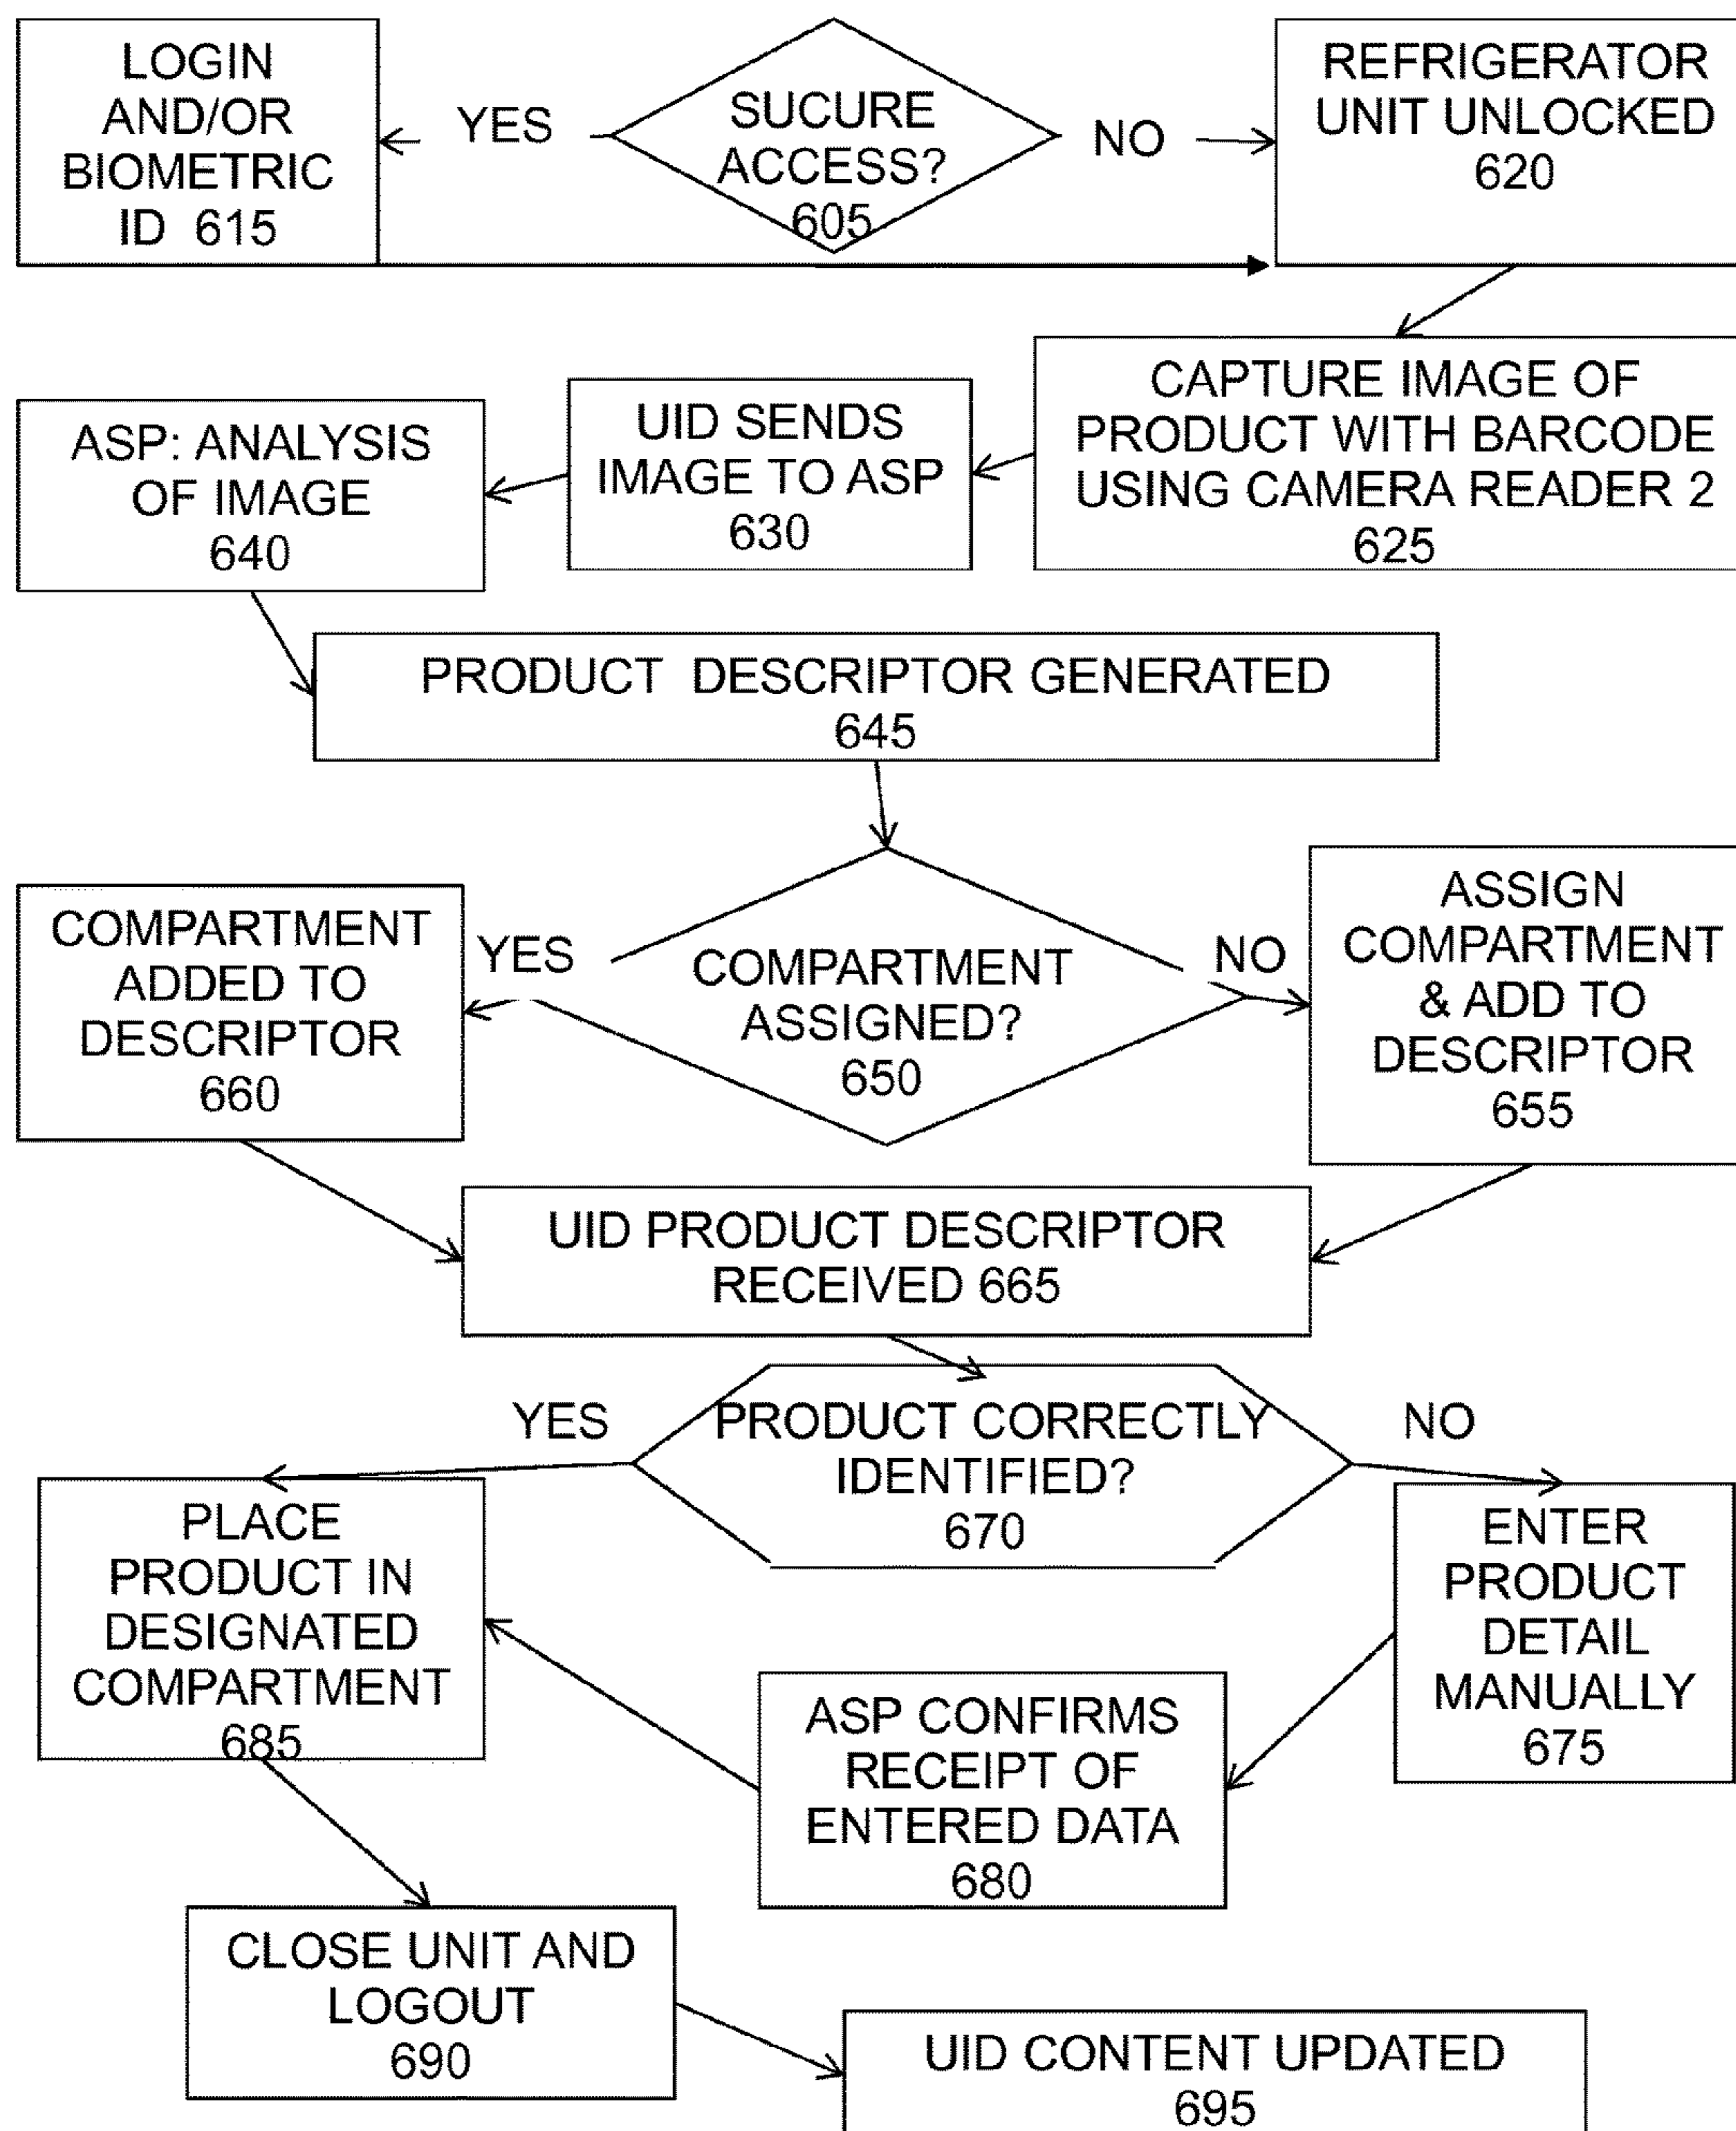 LOGIN
AND/OR
BIOMETRIC
ID 615
YES
SUCURE
ACCESS?
605
NO
REFRIGERATOR
UNIT UNLOCKED
620
CAPTURE IMAGE OF
PRODUCT WITH BARCODE
USING CAMERA READER 2
625
UID SENDS
IMAGE TO ASP
630
ASP: ANALYSIS
OF IMAGE
640
PRODUCT DESCRIPTOR GENERATED
645
COMPARTMENT
ASSIGNED?
650
YES
COMPARTMENT
ADDED TO
DESCRIPTOR
660
NO
ASSIGN
COMPARTMENT
& ADD TO
DESCRIPTOR
655
UID PRODUCT DESCRIPTOR
RECEIVED 665
PRODUCT CORRECTLY
IDENTIFIED?
670
YES
NO
ENTER
PRODUCT
DETAIL
MANUALLY
675
ASP CONFIRMS
RECEIPT OF
ENTERED DATA
680
PLACE
PRODUCT IN
DESIGNATED
COMPARTMENT
685
CLOSE UNIT AND
LOGOUT
690
UID CONTENT UPDATED
695